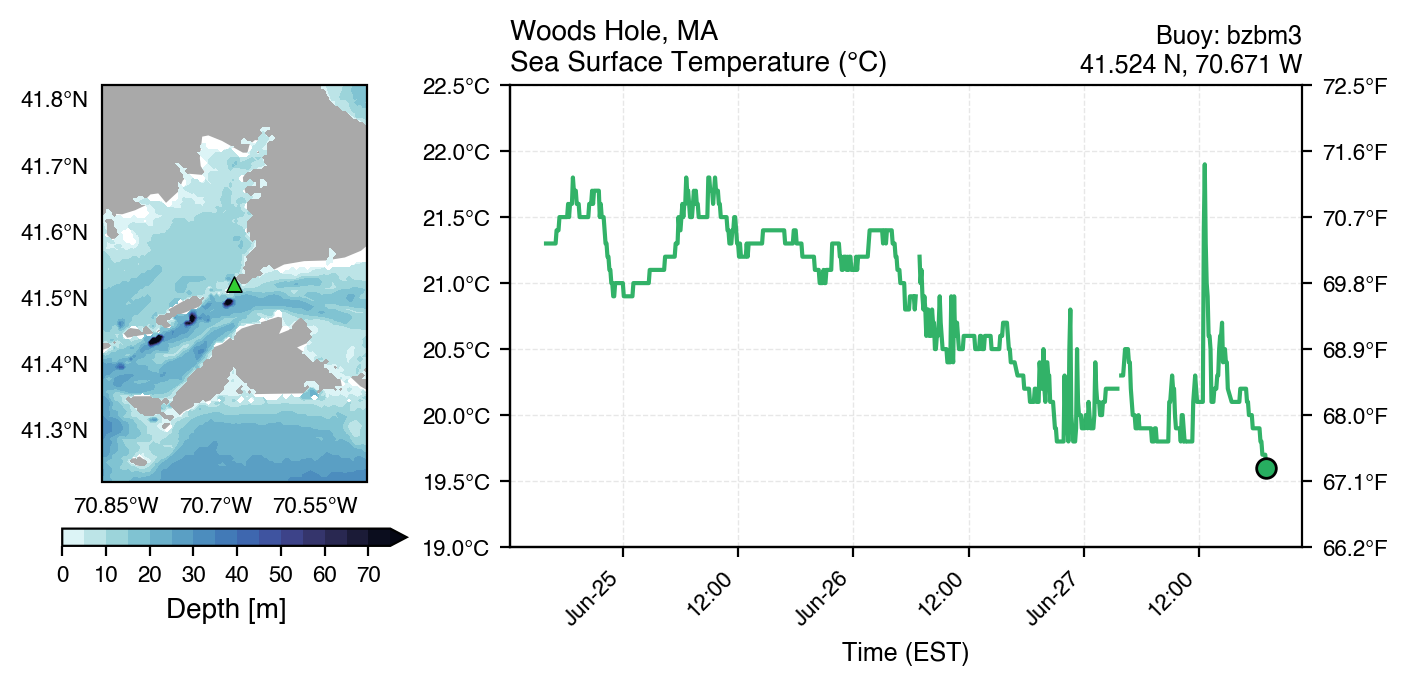 Woods Hole, MA
Sea Surface Temperature (°C)
Buoy: bzbm3
41.524 N, 70.671 W
41.8°N
41.7°N
41.6°N
41.5°N
41.4°N
41.3°N
70.85°W 70.7°W 70.55°W
0 10 20 30 40 50 60 70
Depth [m]
22.5°C
22.0°C
21.5°C
21.0°C
20.5°C
20.0°C
19.5°C
19.0°C
72.5°F
71.6°F
70.7°F
69.8°F
68.9°F
68.0°F
67.1°F
66.2°F
Jun-25 12:00 Jun-26 12:00 Jun-27 12:00
Time (EST)